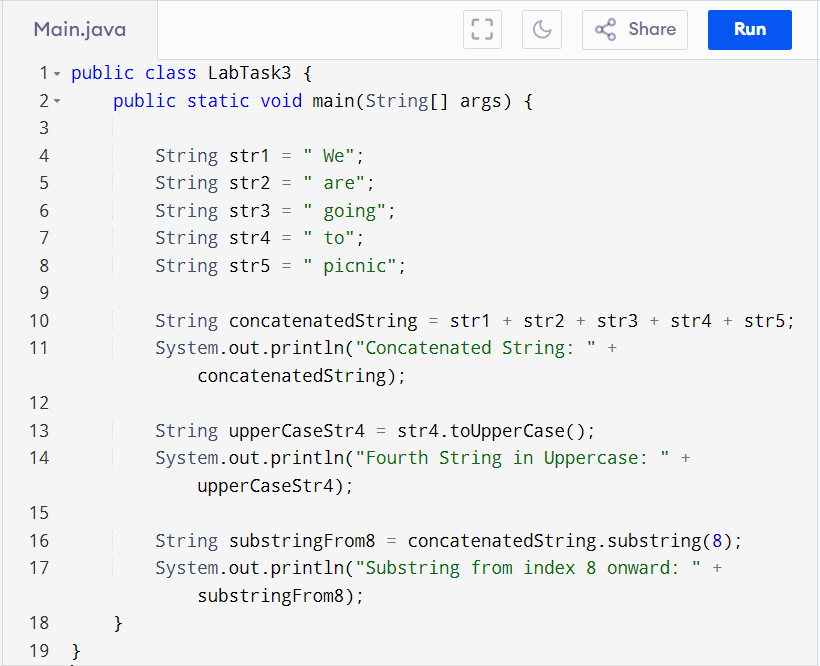 Main.java
Share
Run
1 public class LabTask3 {
2 public static void main(String[] args) {
3
4 String str1 = " We";
5 String str2 = " are";
6 String str3 = " going";
7 String str4 = " to";
8 String str5 = " picnic";
9
10 String concatenatedString = str1 + str2 + str3 + str4 + str5;
11 System.out.println("Concatenated String: " +
concatenatedString);
12
13 String upperCaseStr4 = str4.toUpperCase();
14 System.out.println("Fourth String in Uppercase: " +
upperCaseStr4);
15
16 String substringFrom8 = concatenatedString.substring(8);
17 System.out.println("Substring from index 8 onward: " +
substringFrom8);
18 }
19 }